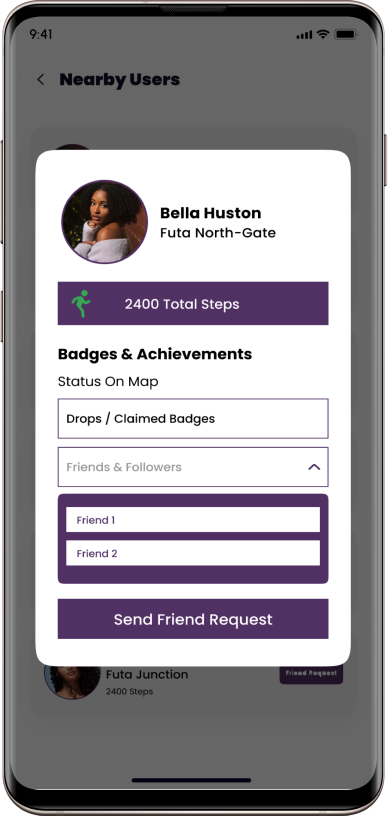 9:41
Nearby Users
Bella Huston
Futa North-Gate
2400 Total Steps
Badges & Achievements
Status On Map
Drops / Claimed Badges
Friends & Followers
Friend 1
Friend 2
Send Friend Request
Futa Junction
2400 Steps
Friend Request